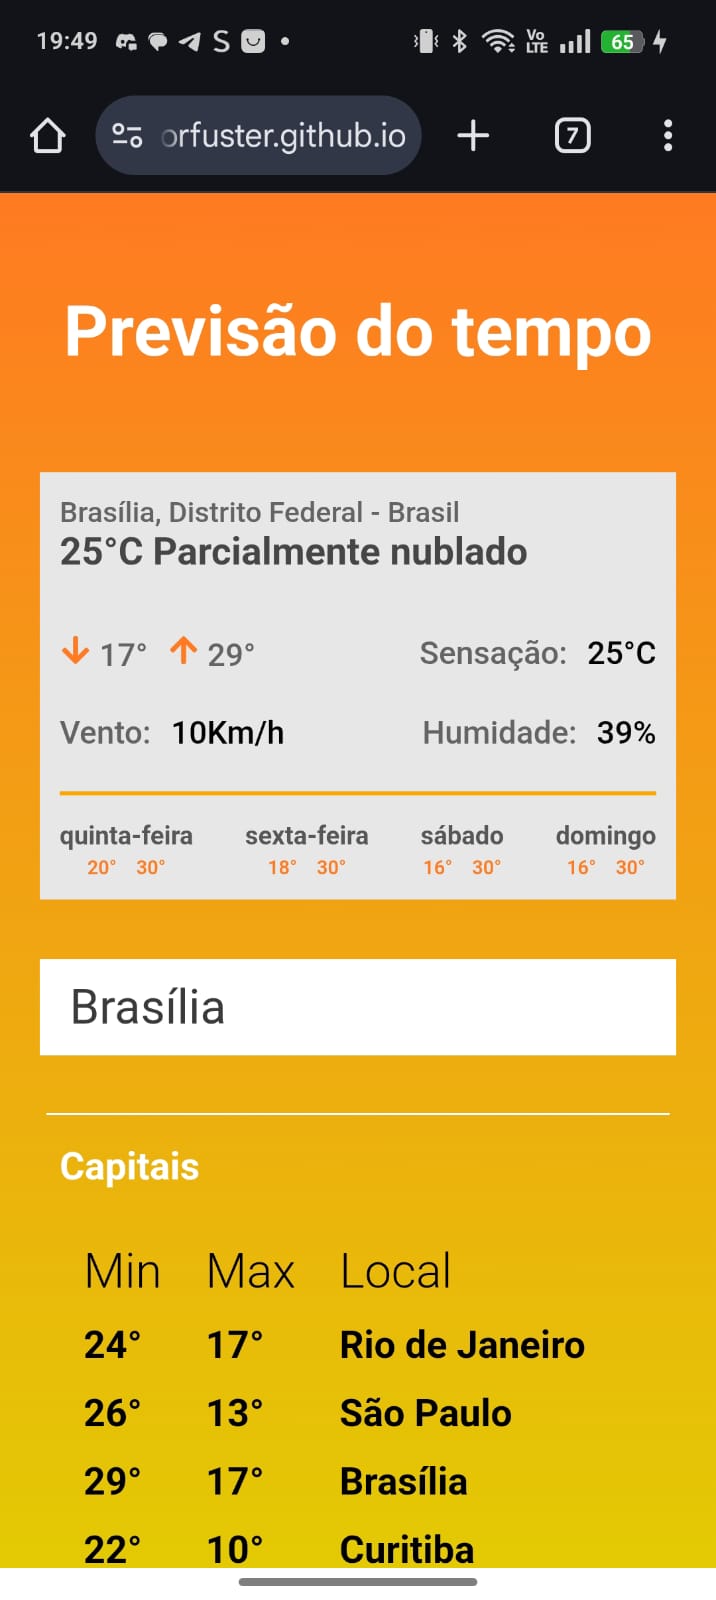 19:49 S Vo LTE 65
orfuster.github.io 7
Previsão do tempo
Brasília, Distrito Federal - Brasil
25°C Parcialmente nublado
17° 29° Sensação: 25°C
Vento: 10Km/h Humidade: 39%
quinta-feira sexta-feira sábado domingo
20° 30° 18° 30° 16° 30° 16° 30°
Brasília
Capitais
Min Max Local
24° 17° Rio de Janeiro
26° 13° São Paulo
29° 17° Brasília
22° 10° Curitiba